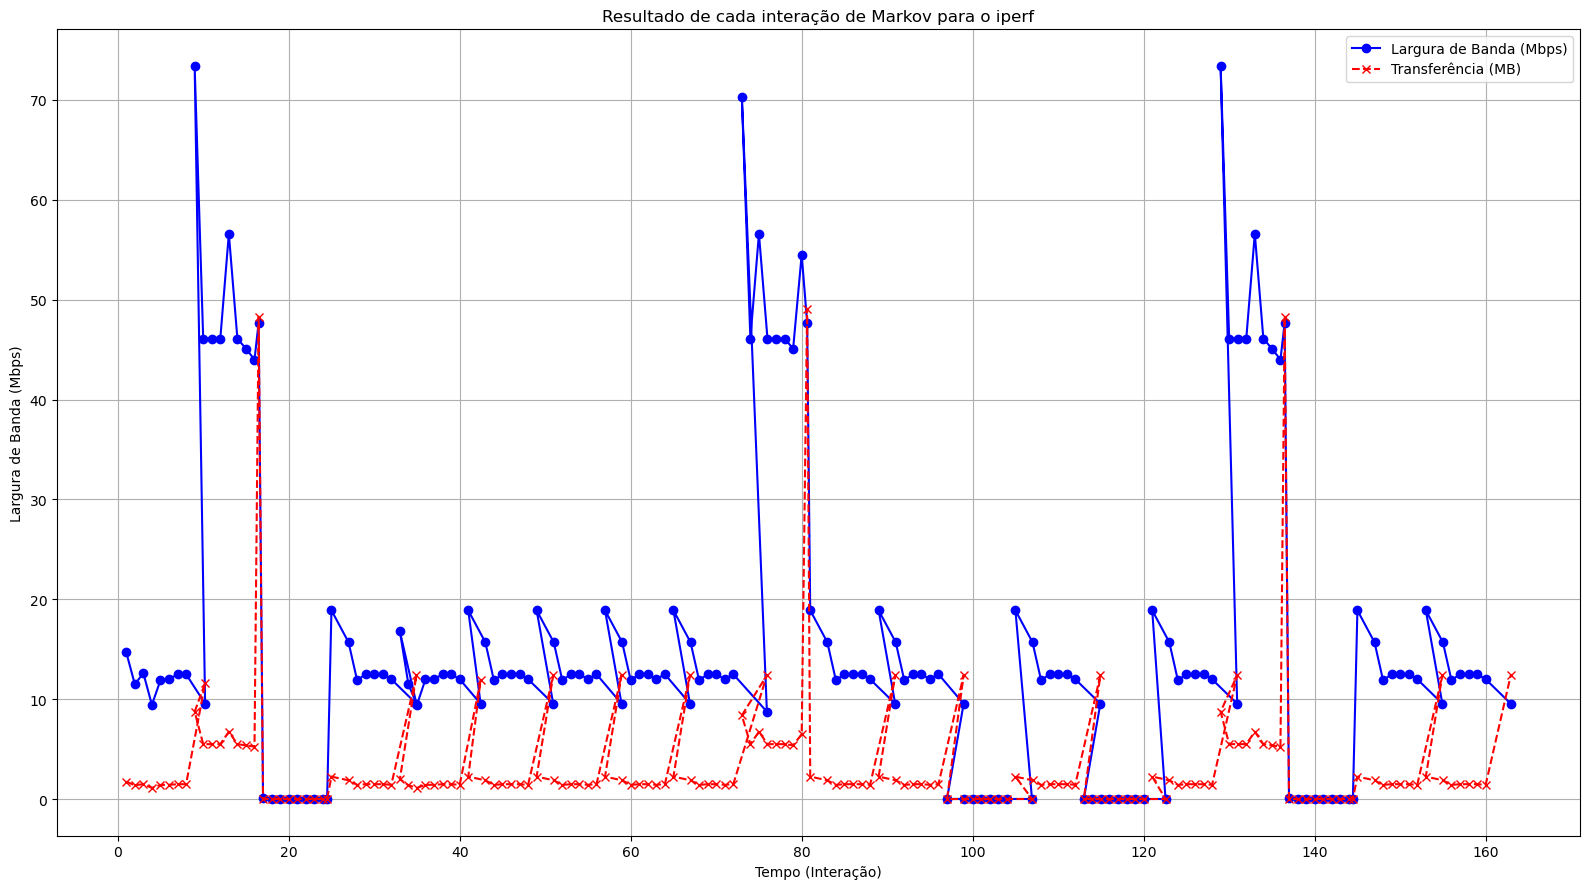 Resultado de cada interação de Markov para o iperf
Largura de Banda (Mbps)
Transferência (MB)
Largura de Banda (Mbps)
70
60
50
40
30
20
10
0
0 20 40 60 80 100 120 140 160
Tempo (Interação)